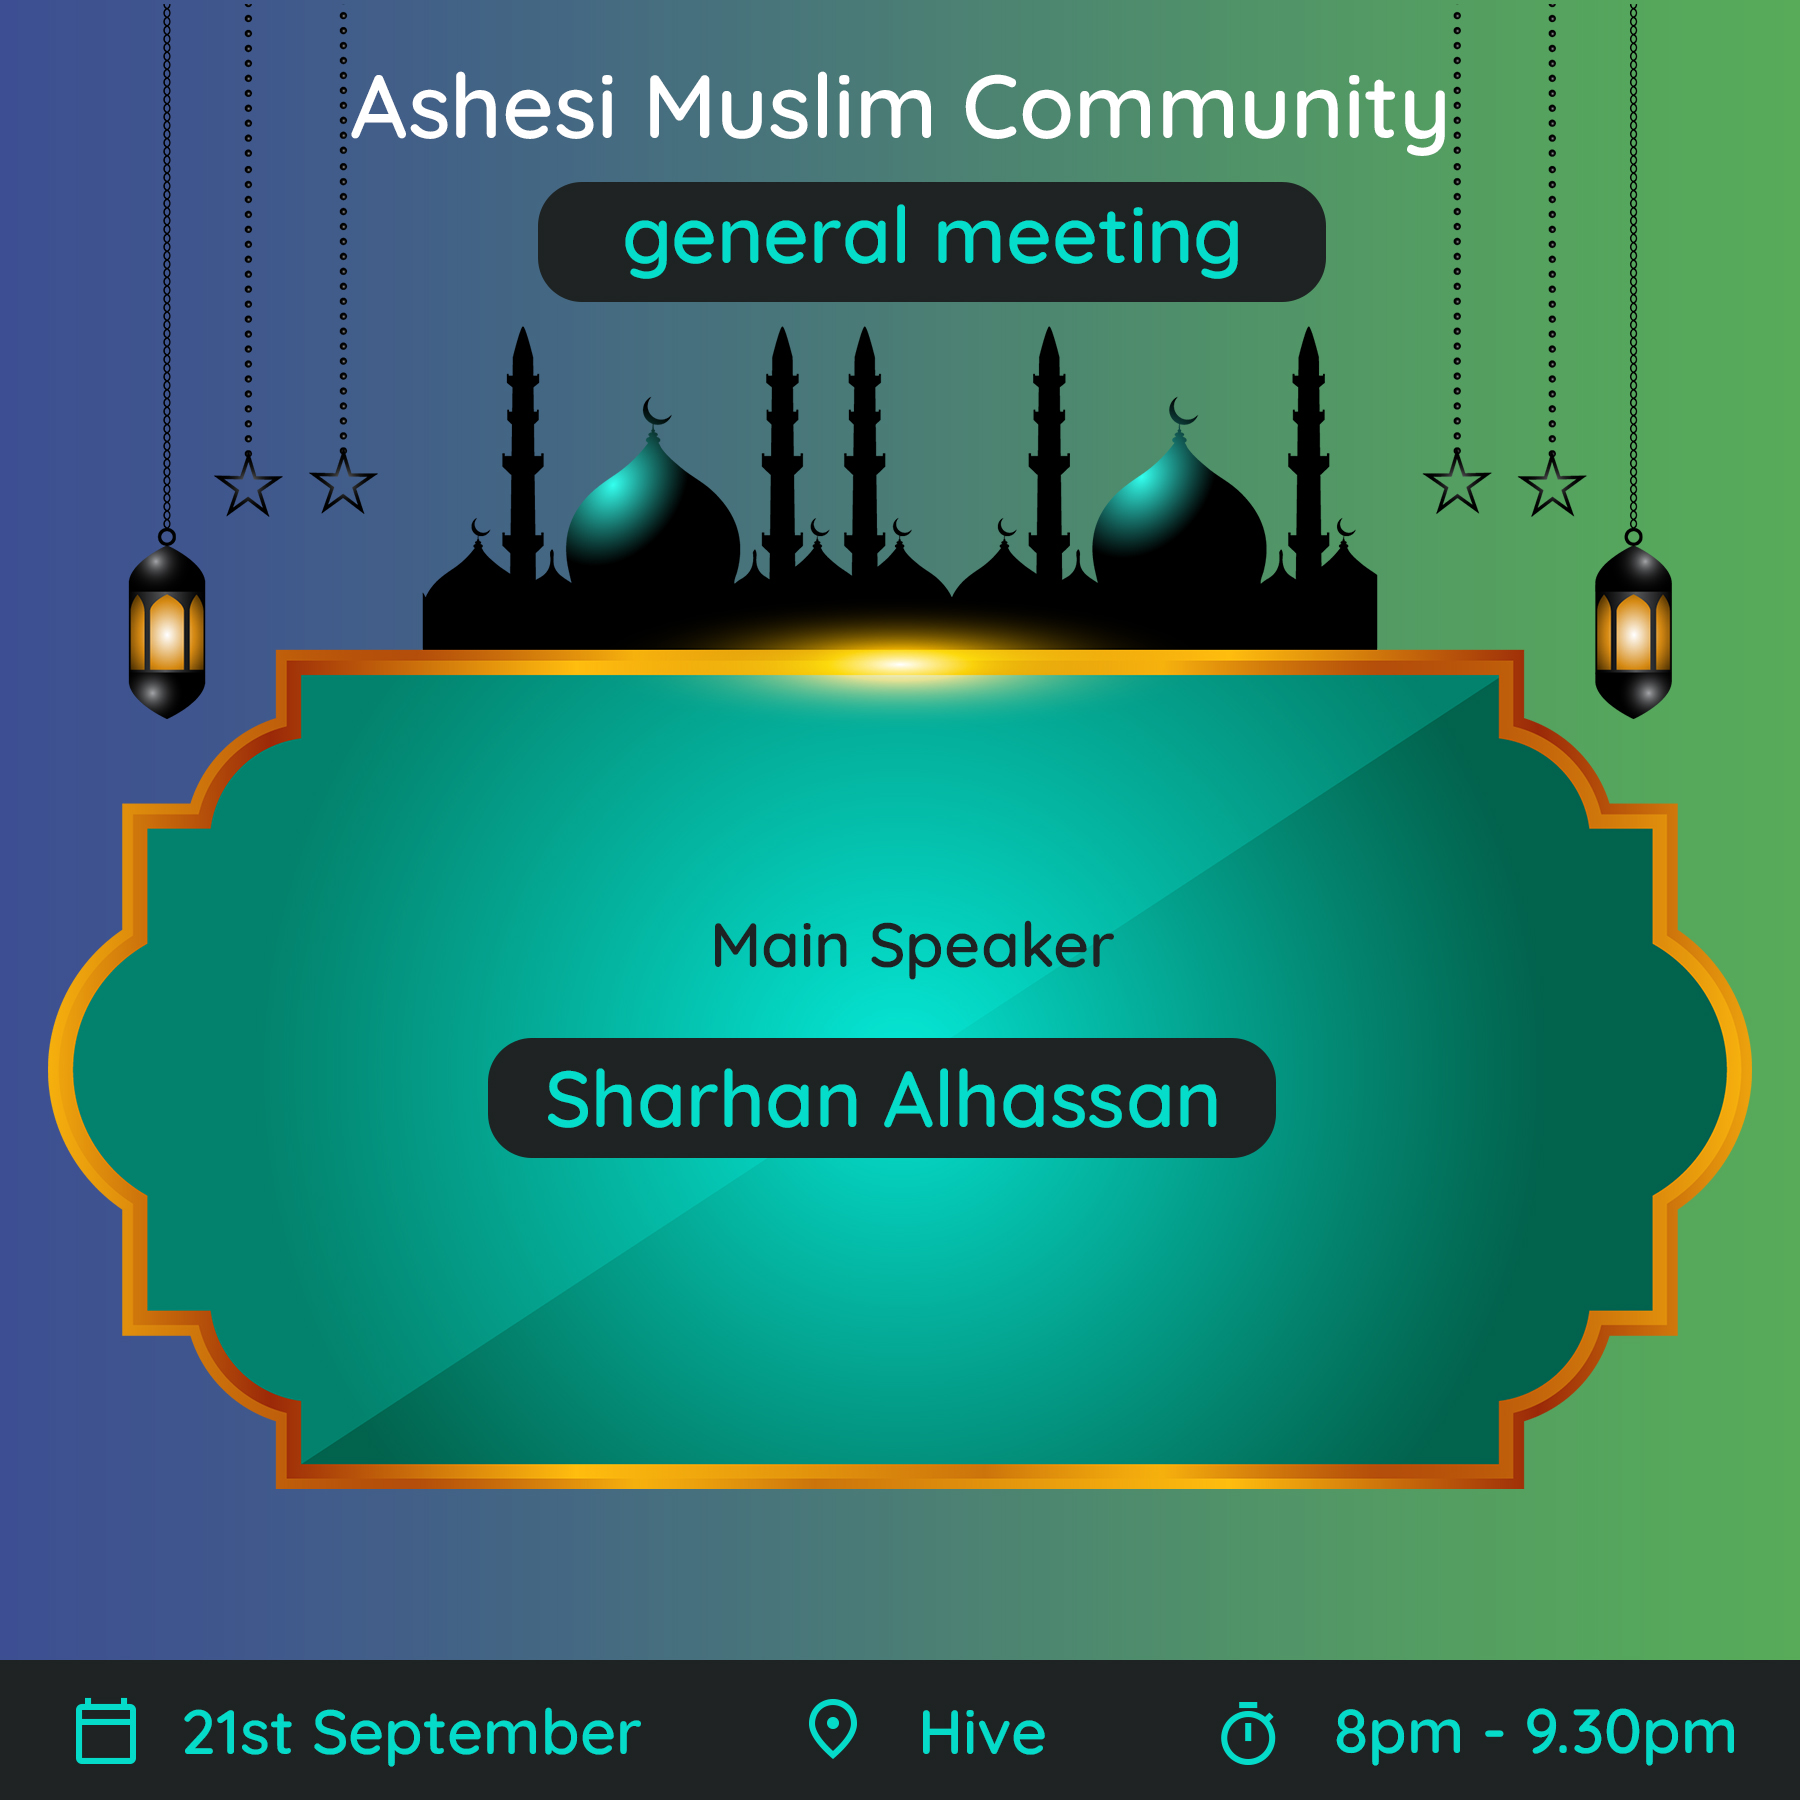 Ashesi Muslim Community
general meeting
Main Speaker
Sharhan Alhassan
21st September
Hive
8pm - 9.30pm